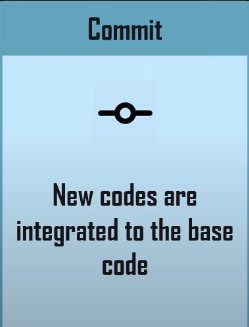 Commit
New codes are
integrated to the base
code